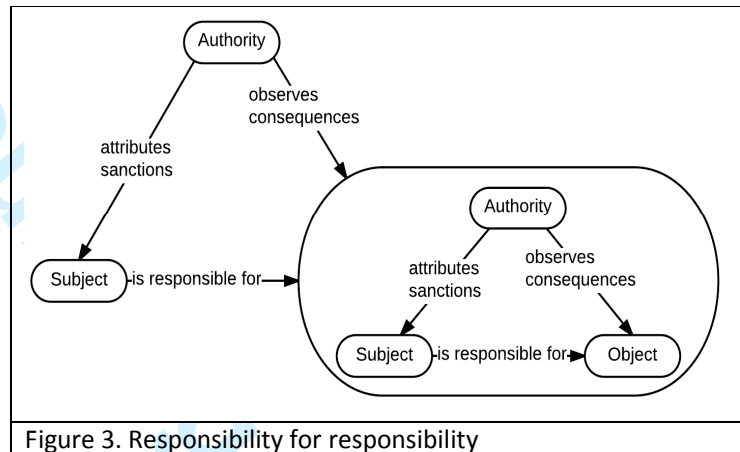 Authority
observes
consequences
attributes
sanctions
Authority
observes
consequences
attributes
sanctions
Subject
is responsible for
Subject
is responsible for
Object
Figure 3. Responsibility for responsibility